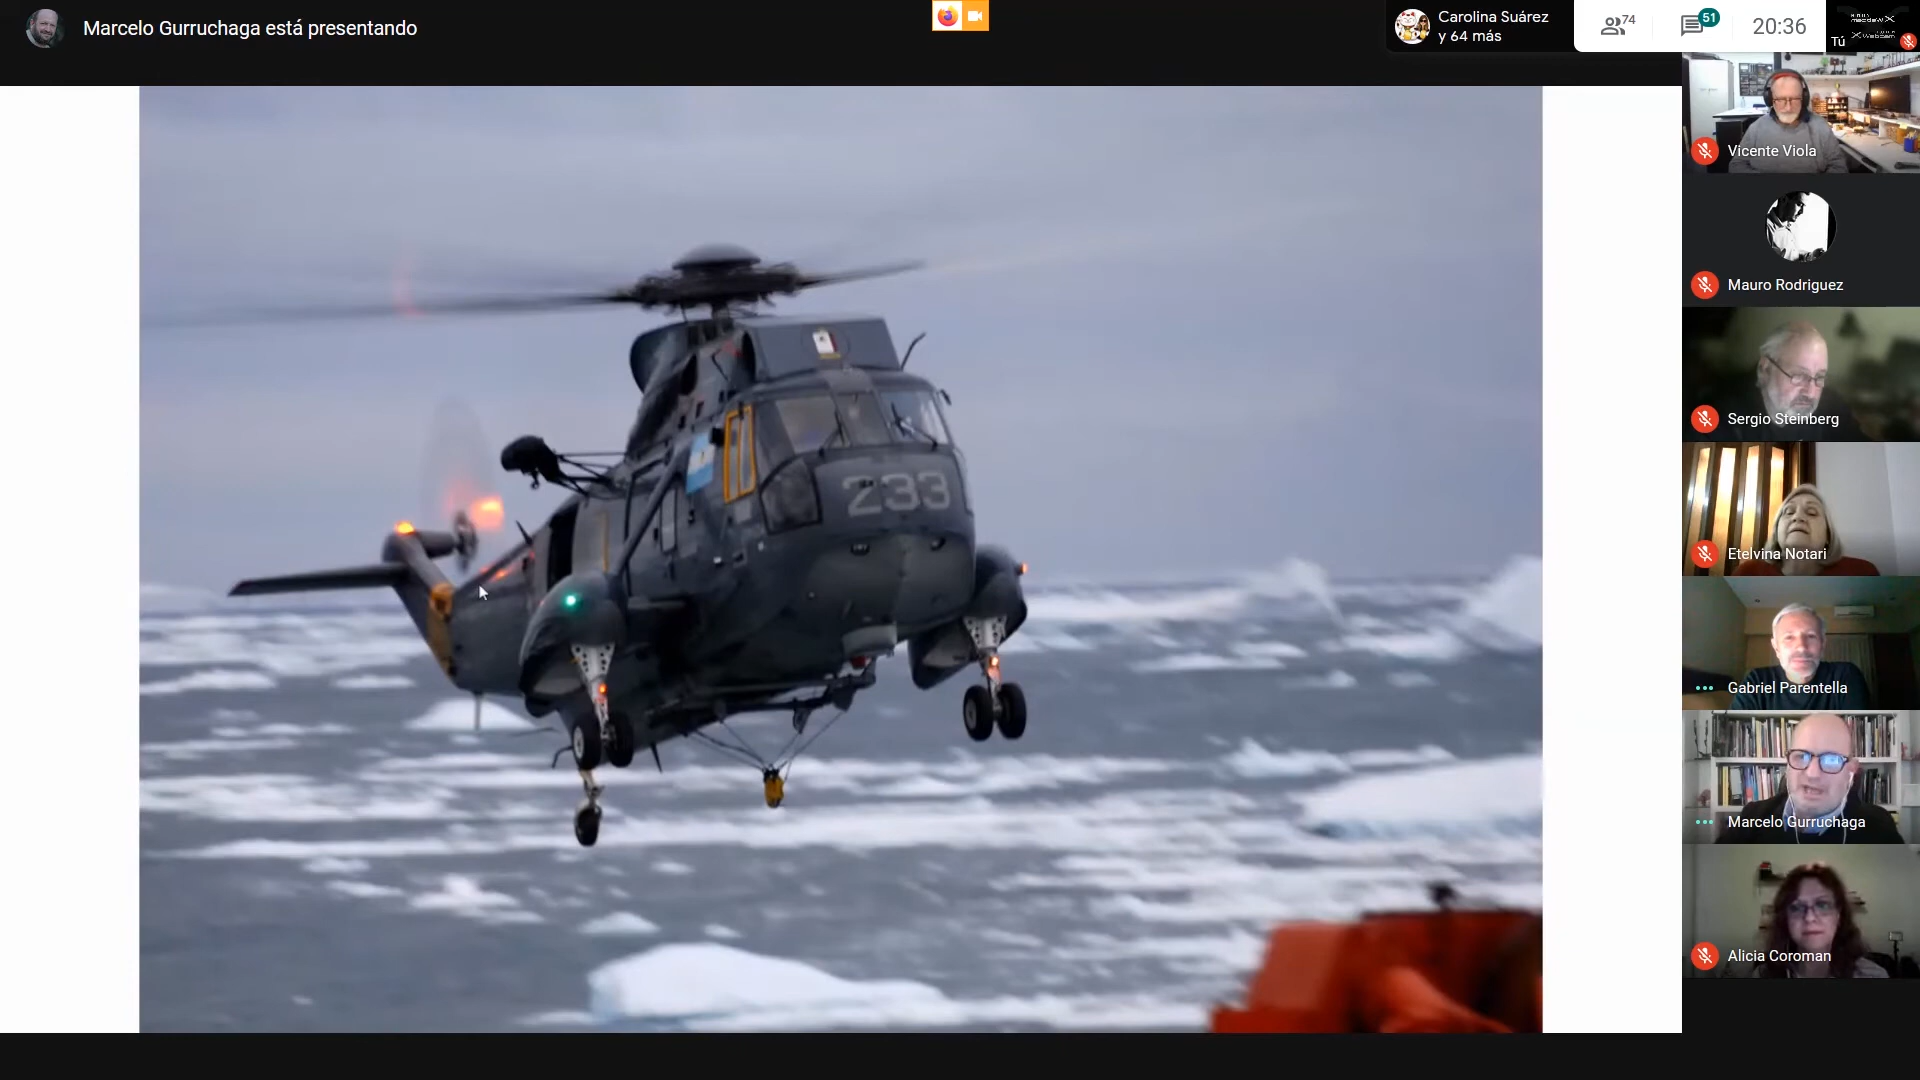 Marcelo Gurruchaga está presentando
Carolina Suárez
y 64 más
74
51
20:36
Tú
Vicente Viola
Mauro Rodriguez
Sergio Steinberg
Etelvina Notari
Gabriel Parentella
Marcelo Gurruchaga
Alicia Coroman
233